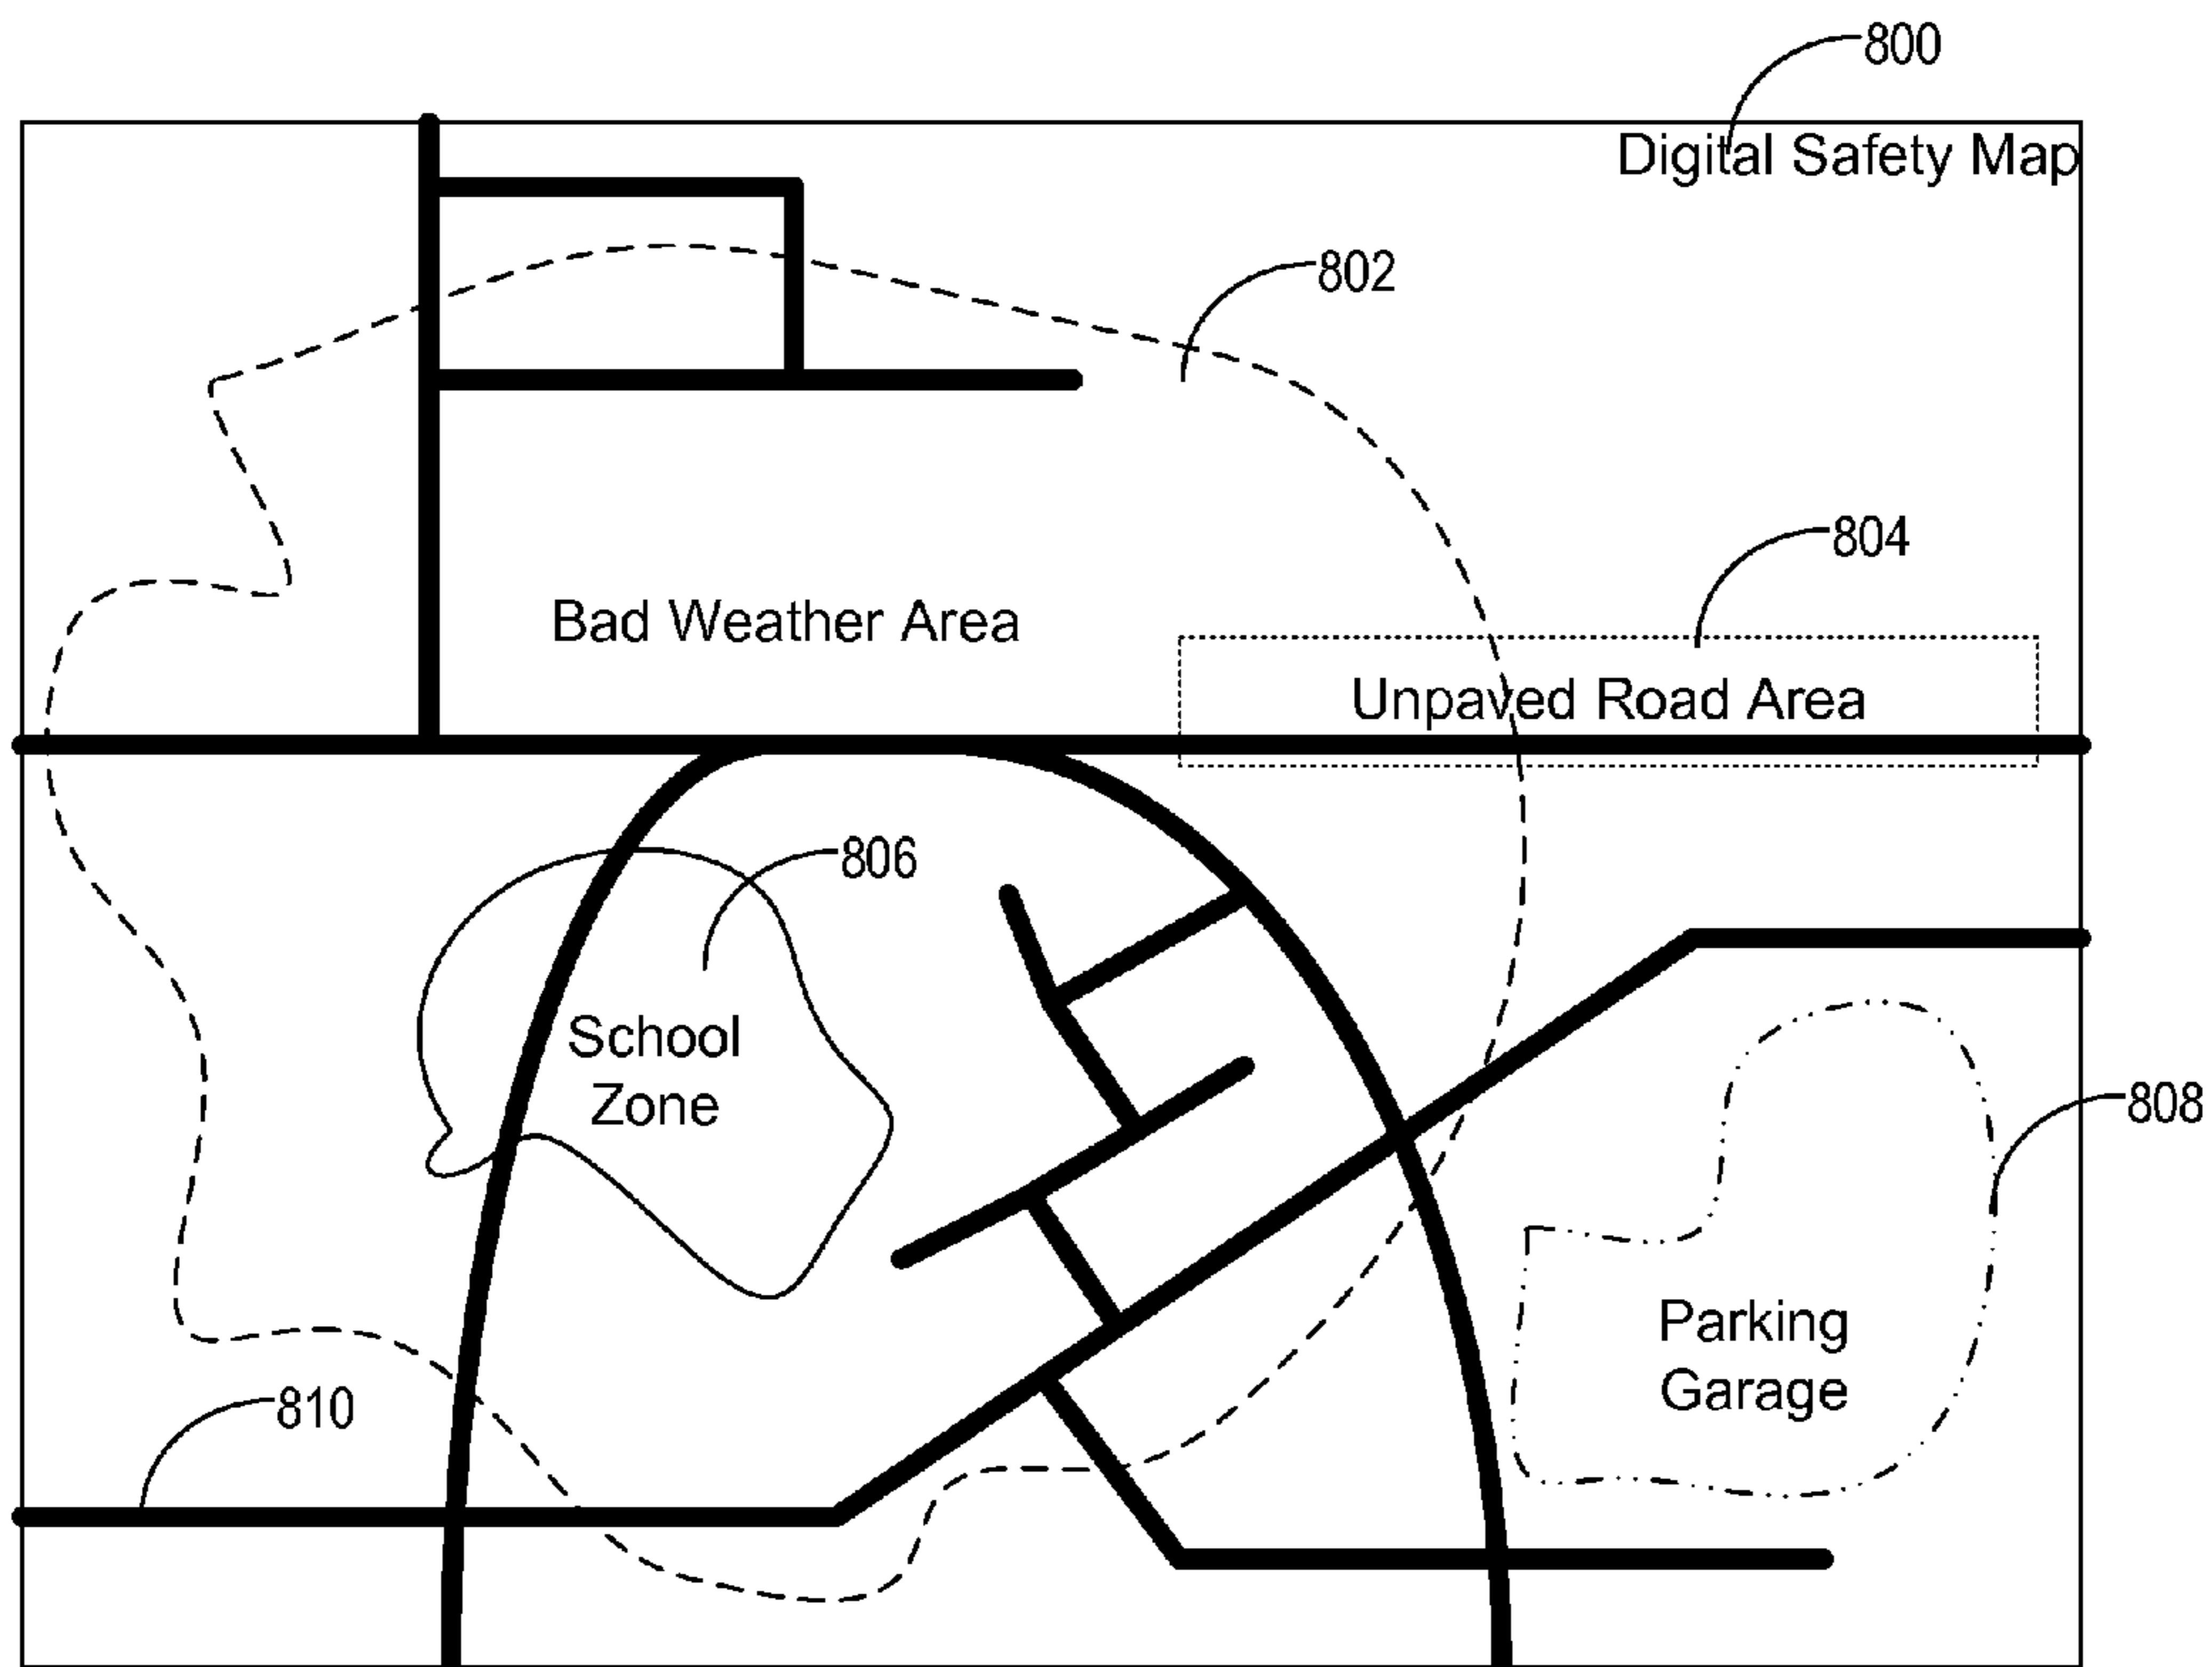 800
Digital Safety Map
802
804
Bad Weather Area
Unpaved Road Area
806
School
Zone
808
Parking
Garage
810